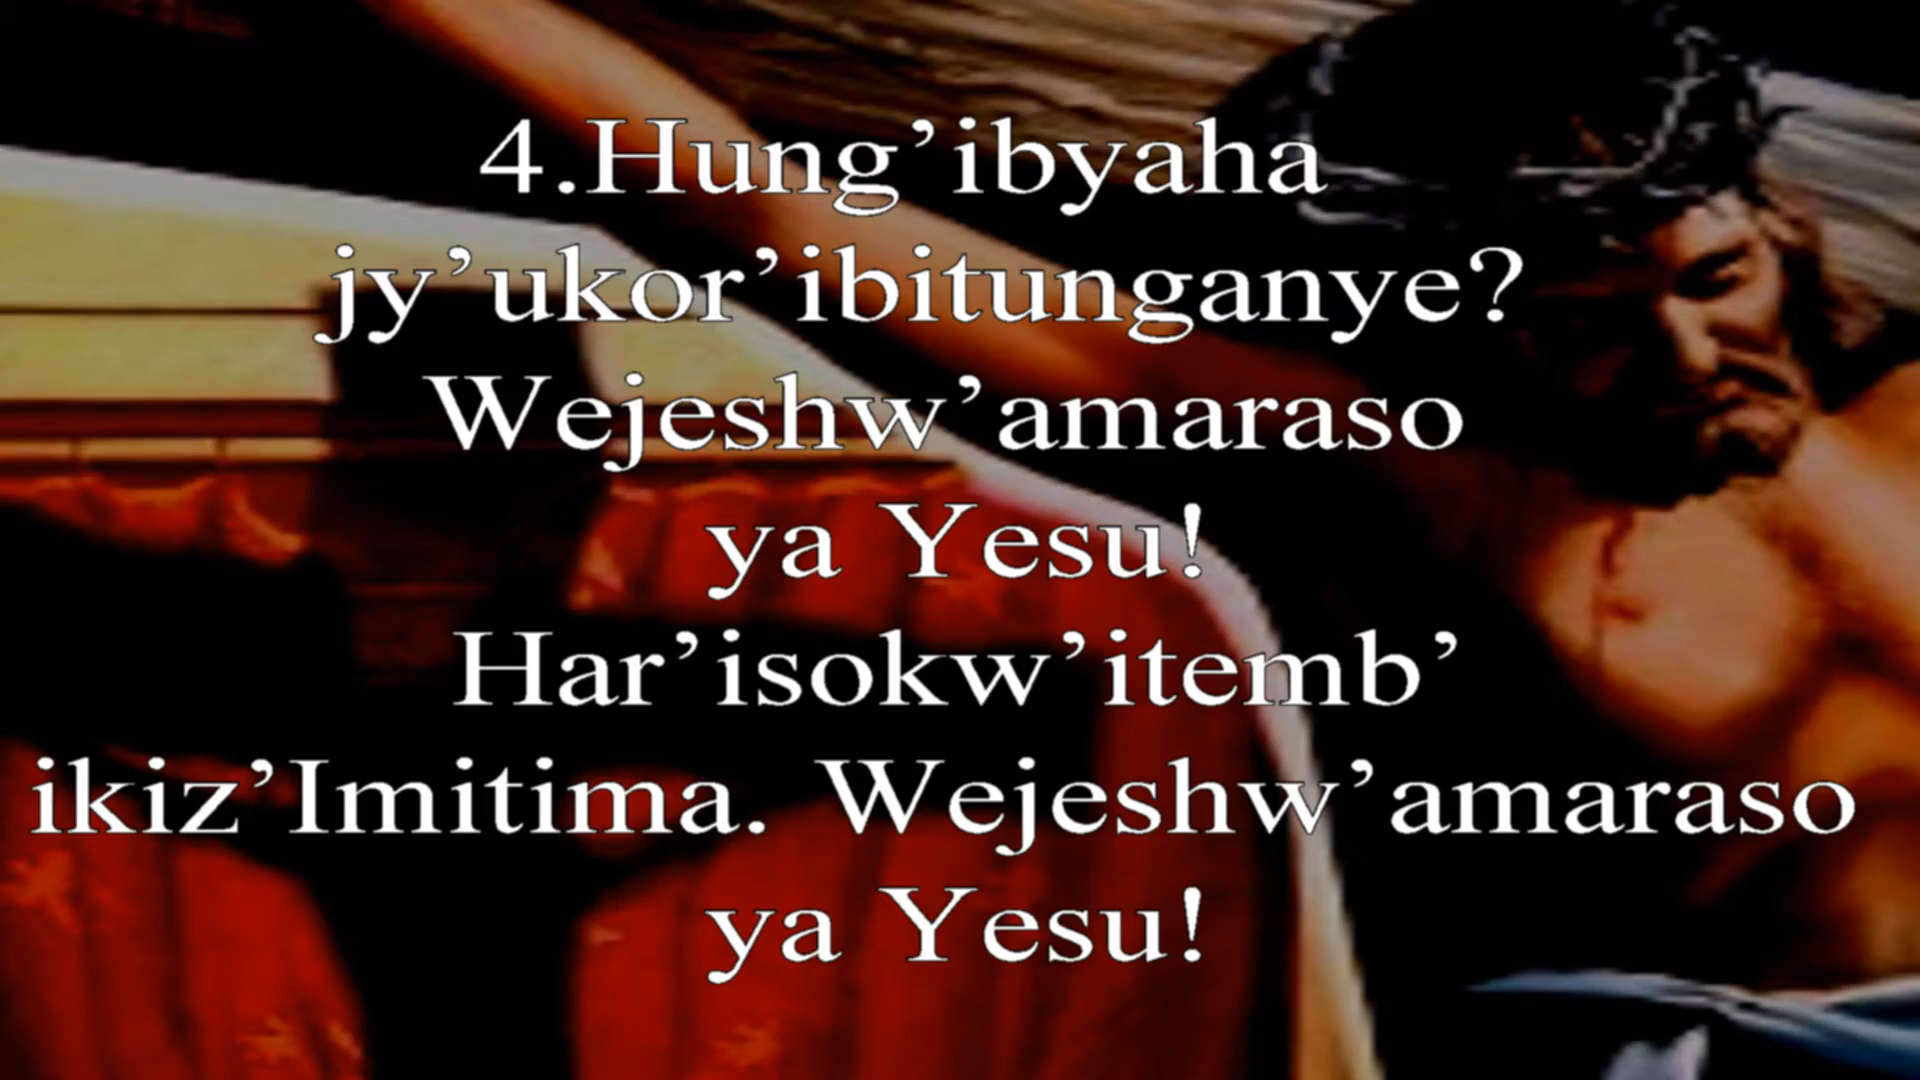 4.Hung’ibyaha
jy’ukor’ibitunganye?
Wejeshw’amaraso
ya Yesu!
Har’isokw’itemb’
ikiz’Imitima. Wejeshw’amaraso
ya Yesu!